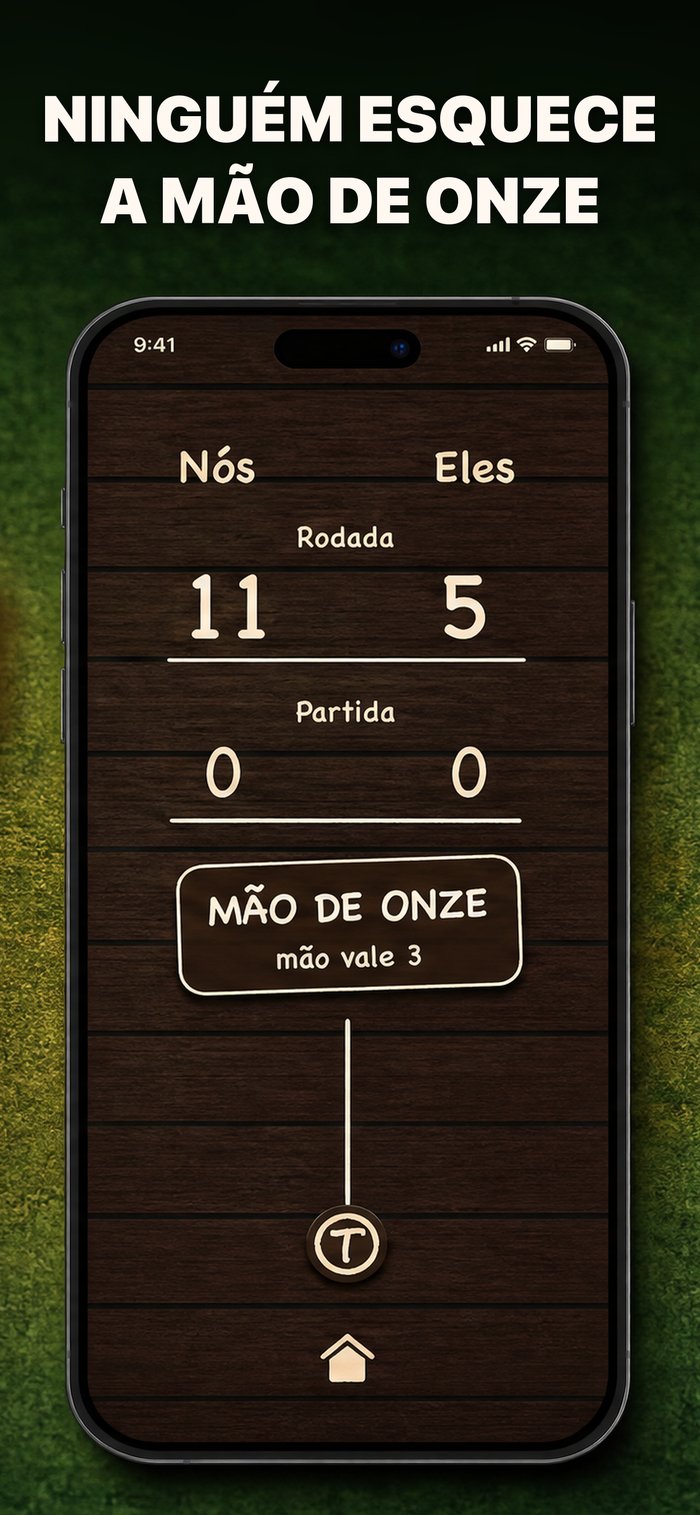 NINGUÉM ESQUECE
A MÃO DE ONZE
9:41
Nós Eles
Rodada
11 5
Partida
0 0
MÃO DE ONZE
mão vale 3
T